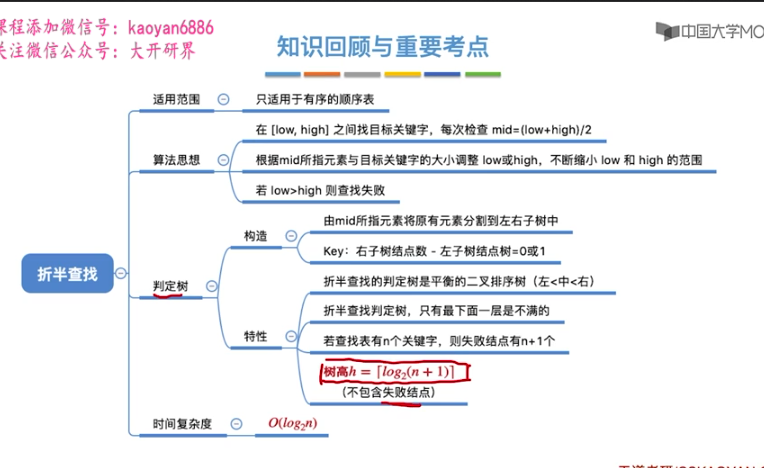 课程添加微信号：kaoyan6886
关注微信公众号：大开研界
知识回顾与重要考点
中国大学MO
适用范围
只适用于有序的顺序表
在 [low, high] 之间找目标关键字，每次检查 mid=(low+high)/2
算法思想
根据mid所指元素与目标关键字的大小调整 low或high，不断缩小 low 和 high 的范围
若 low>high 则查找失败
由mid所指元素将原有元素分割到左右子树中
构造
Key：右子树结点数 - 左子树结点树=0或1
折半查找
判定树
折半查找的判定树是平衡的二叉排序树（左<中<右）
折半查找判定树，只有最下面一层是不满的
特性
若查找表有n个关键字，则失败结点有n+1个
树高h = ⌈log₂(n + 1)⌉
（不包含失败结点）
时间复杂度
O(log₂n)